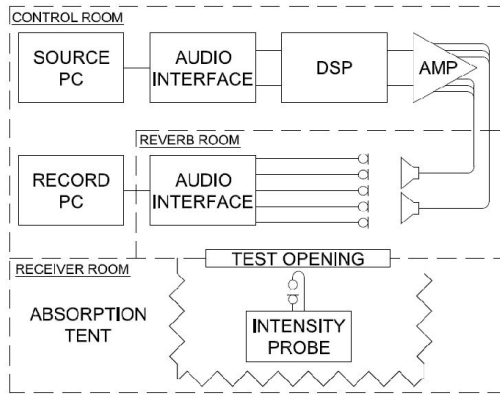 CONTROL ROOM
SOURCE
PC
AUDIO
INTERFACE
DSP
AMP
REVERB ROOM
RECORD
PC
AUDIO
INTERFACE
TEST OPENING
RECEIVER ROOM
ABSORPTION
TENT
INTENSITY
PROBE